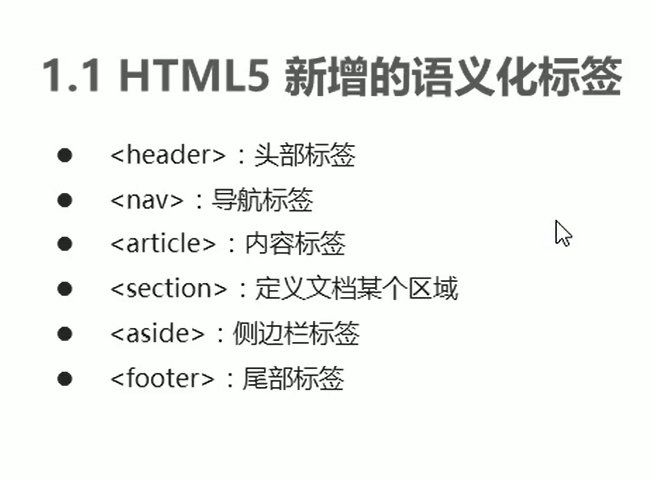 1.1 HTML5 新增的语义化标签
● <header>：头部标签
● <nav>：导航标签
● <article>：内容标签
● <section>：定义文档某个区域
● <aside>：侧边栏标签
● <footer>：尾部标签